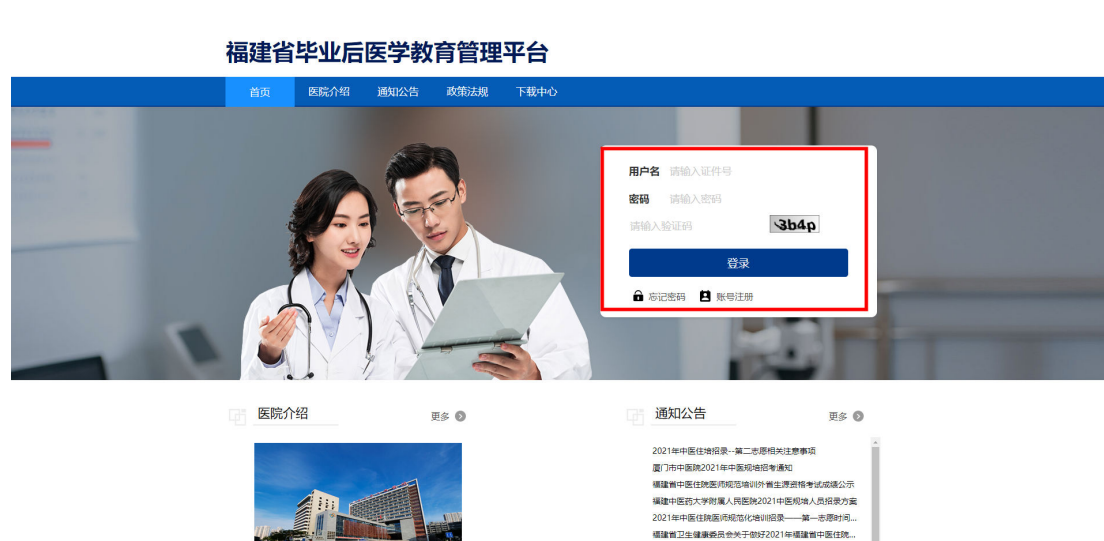 福建省毕业后医学教育管理平台
首页 医院介绍 通知公告 政策法规 下载中心
用户名 请输入证件号
密码 请输入密码
请输入验证码 3b4p
登录
忘记密码 账号注册
医院介绍 更多
通知公告 更多
2021年中医住培招录--第二志愿相关注意事项
厦门市中医院2021年中医规培招考通知
福建省中医住院医师规范培训外省生源资格考试成绩公示
福建中医药大学附属人民医院2021中医规培人员招录方案
2021年中医住院医师规范化培训招录——第一志愿时间...
福建省卫生健康委员会关于做好2021年福建省中医住院...